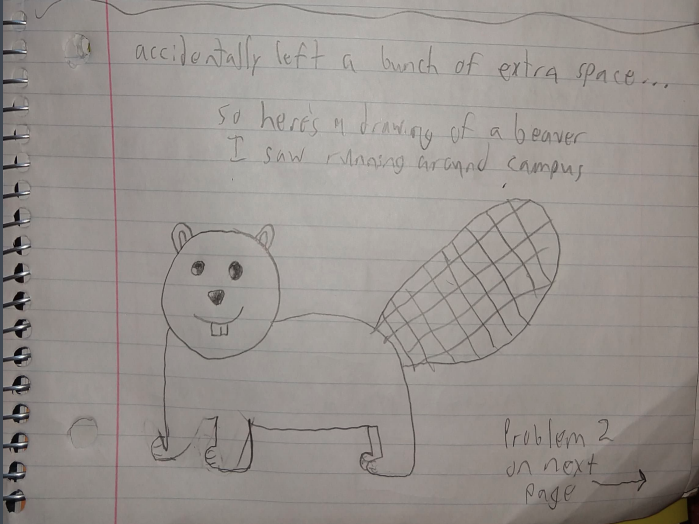 accidentally left a bunch of extra space...
so here's a drawing of a beaver
I saw running around campus
Problem 2
on next
page